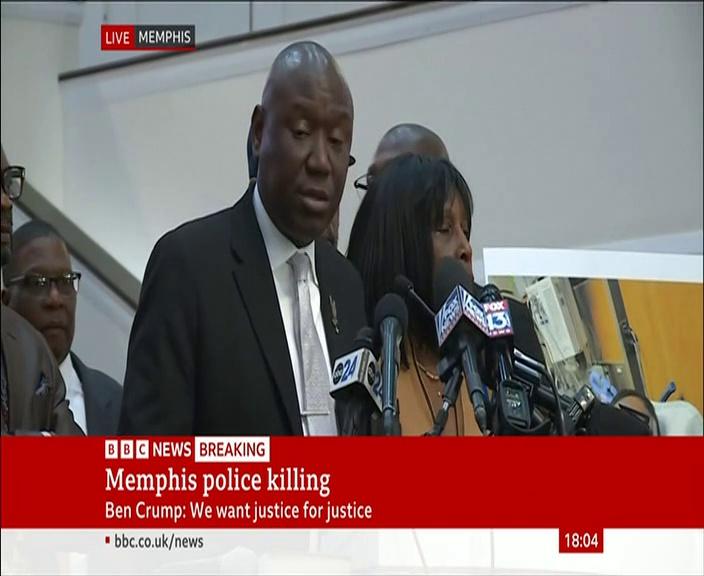 LIVE MEMPHIS
FOX 13
abc 24
BBC NEWS BREAKING
Memphis police killing
Ben Crump: We want justice for justice
bbc.co.uk/news
18:04